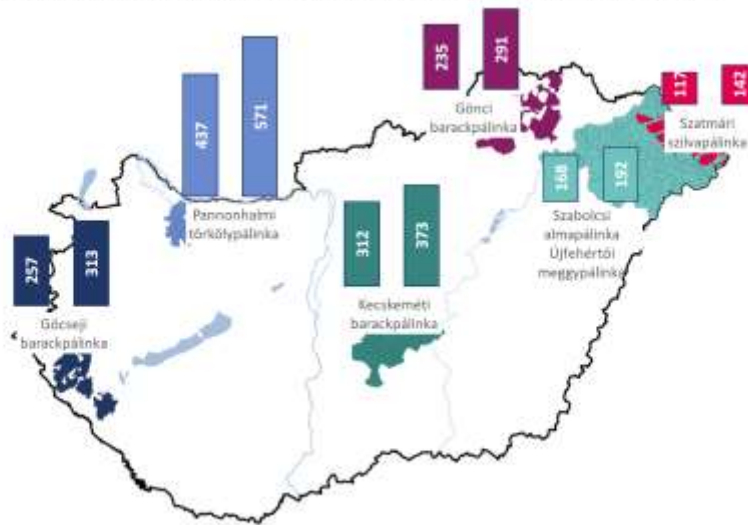 235
291
Gönci
barackpálinka
117
142
Szatmári
szilvapálinka
437
571
Pannonhalmi
törkölypálinka
168
192
Szabolcsi
almapálinka
Újfehértói
meggypálinka
312
373
Kecskeméti
barackpálinka
257
313
Göcseji
barackpálinka